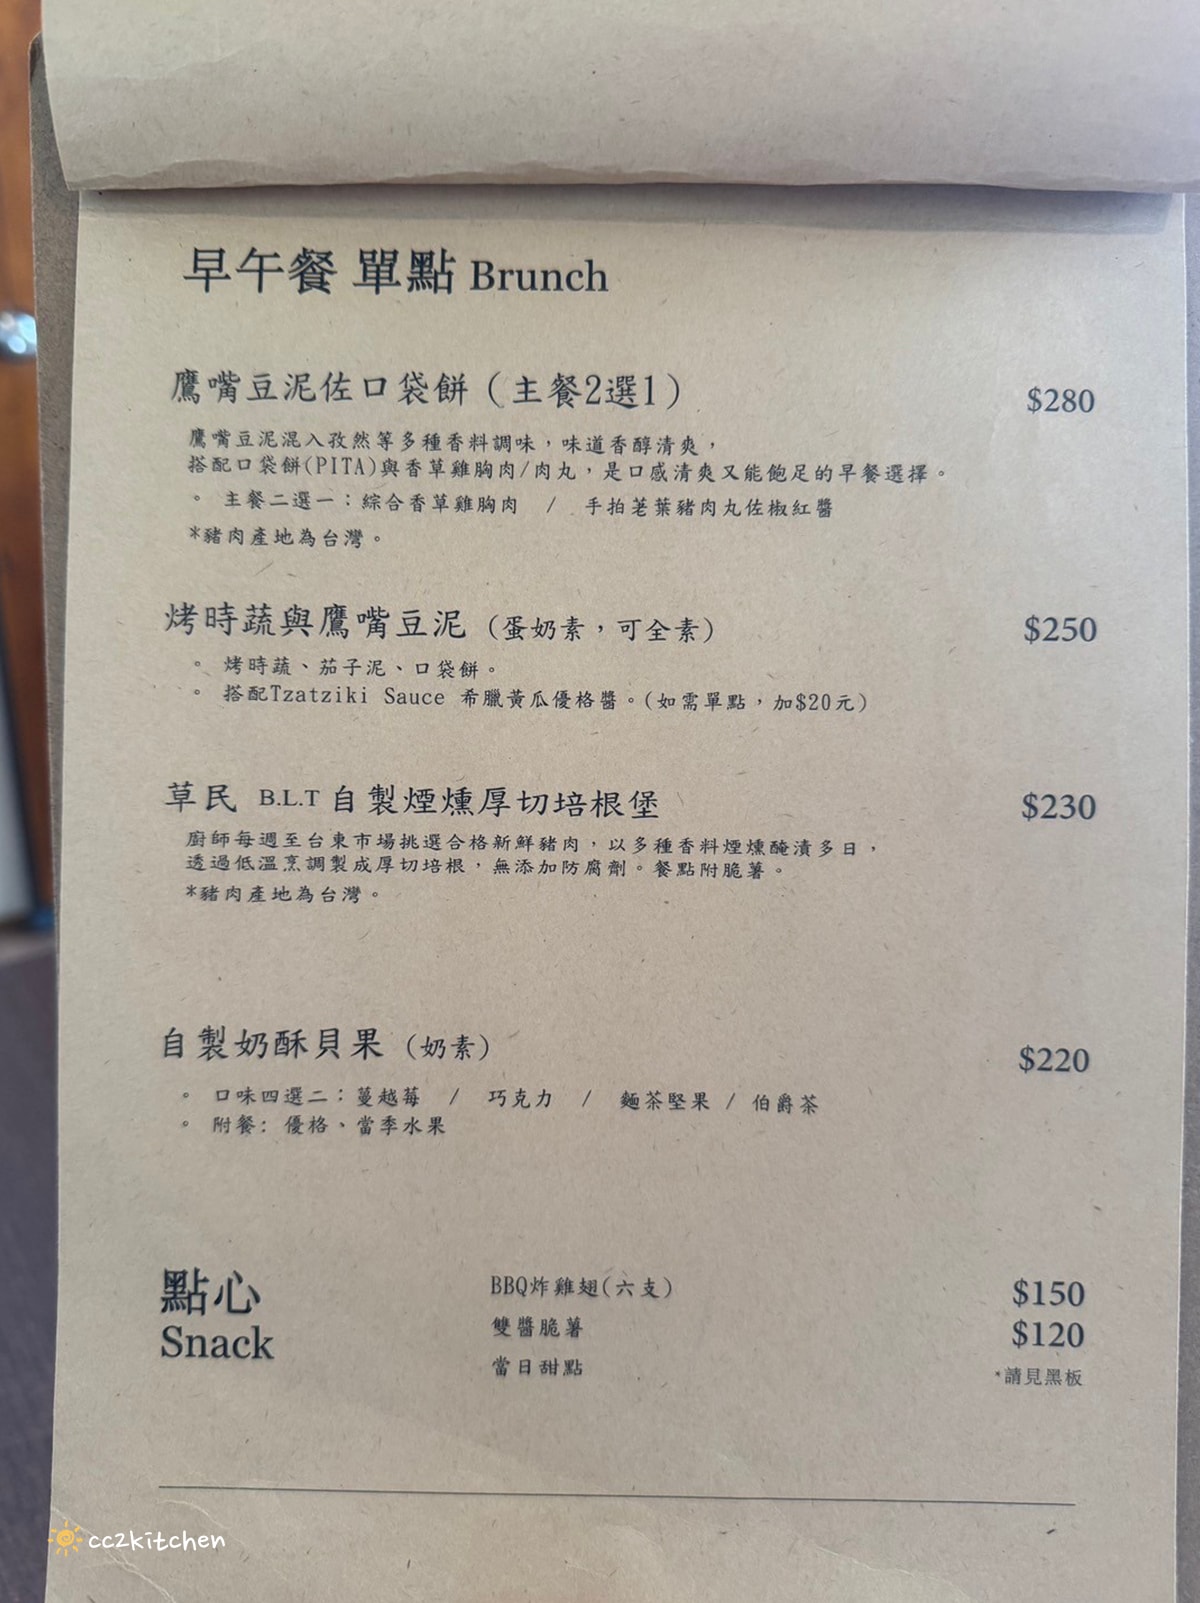 早午餐 單點 Brunch
鷹嘴豆泥佐口袋餅（主餐2選1） $280
鷹嘴豆泥混入孜然等多種香料調味，味道香醇清爽，
搭配口袋餅(PITA)與香草雞胸肉/肉丸，是口感清爽又能飽足的早餐選擇。
。 主餐二選一：綜合香草雞胸肉 / 手拍荖葉豬肉丸佐椒紅醬
*豬肉產地為台灣。
烤時蔬與鷹嘴豆泥（蛋奶素，可全素） $250
。 烤時蔬、茄子泥、口袋餅。
。 搭配Tzatziki Sauce 希臘黃瓜優格醬。(如需單點，加$20元)
草民 B.L.T 自製煙燻厚切培根堡 $230
廚師每週至台東市場挑選合格新鮮豬肉，以多種香料煙燻醃漬多日，
透過低溫烹調製成厚切培根，無添加防腐劑。餐點附脆薯。
*豬肉產地為台灣。
自製奶酥貝果（奶素） $220
。 口味四選二：蔓越莓 / 巧克力 / 麵茶堅果 / 伯爵茶
。 附餐: 優格、當季水果
點心
Snack
BBQ炸雞翅(六支) $150
雙醬脆薯 $120
當日甜點 *請見黑板
cc2kitchen